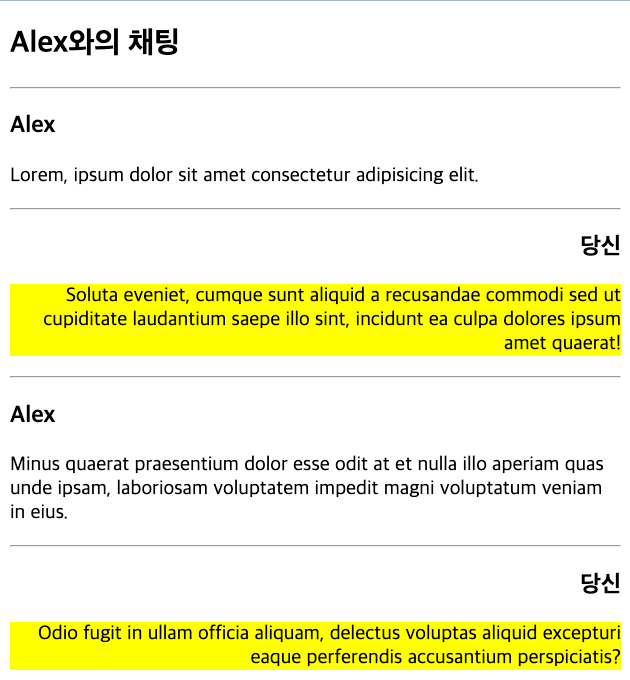 Alex와의 채팅
Alex
Lorem, ipsum dolor sit amet consectetur adipisicing elit.
당신
Soluta eveniet, cumque sunt aliquid a recusandae commodi sed ut
cupiditate laudantium saepe illo sint, incidunt ea culpa dolores ipsum
amet quaerat!
Alex
Minus quaerat praesentium dolor esse odit at et nulla illo aperiam quas
unde ipsam, laboriosam voluptatem impedit magni voluptatum veniam
in eius.
당신
Odio fugit in ullam officia aliquam, delectus voluptas aliquid excepturi
eaque perferendis accusantium perspiciatis?